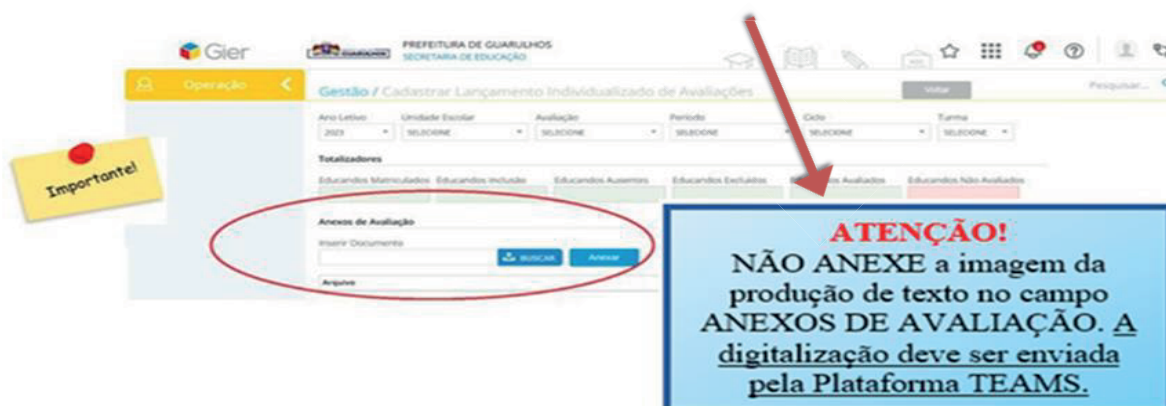 Gier
PREFEITURA DE GUARULHOS
SECRETARIA DE EDUCAÇÃO
Operação
Gestão / Cadastrar Lançamento Individualizado de Avaliações
Voltar
Pesquisar...
Ano Letivo Unidade Escolar Avaliação Período Ciclo Turma
2023 SELECIONE SELECIONE SELECIONE SELECIONE SELECIONE
Totalizadores
Educandos Matriculados Educandos Inclusão Educandos Ausentes Educandos Excluídos Avaliados Educandos Não Avaliados
Importante!
Anexos de Avaliação
Inserir Documento
BUSCAR Anexar
Arquivo
ATENÇÃO!
NÃO ANEXE a imagem da
produção de texto no campo
ANEXOS DE AVALIAÇÃO. A
digitalização deve ser enviada
pela Plataforma TEAMS.